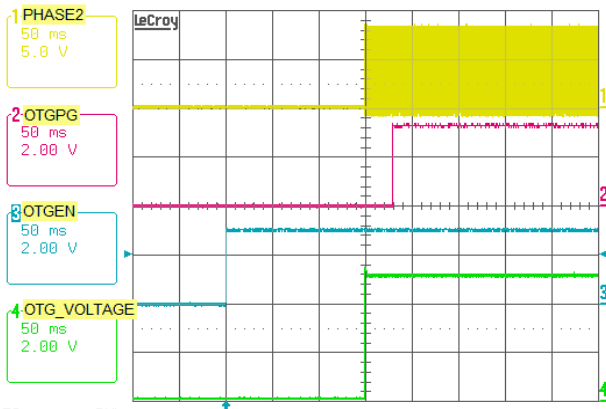 1 PHASE2
50 ms
5.0 V
LeCroy
1
2 OTGPG
50 ms
2.00 V
2
3 OTGEN
50 ms
2.00 V
3
4 OTG_VOLTAGE
50 ms
2.00 V
4